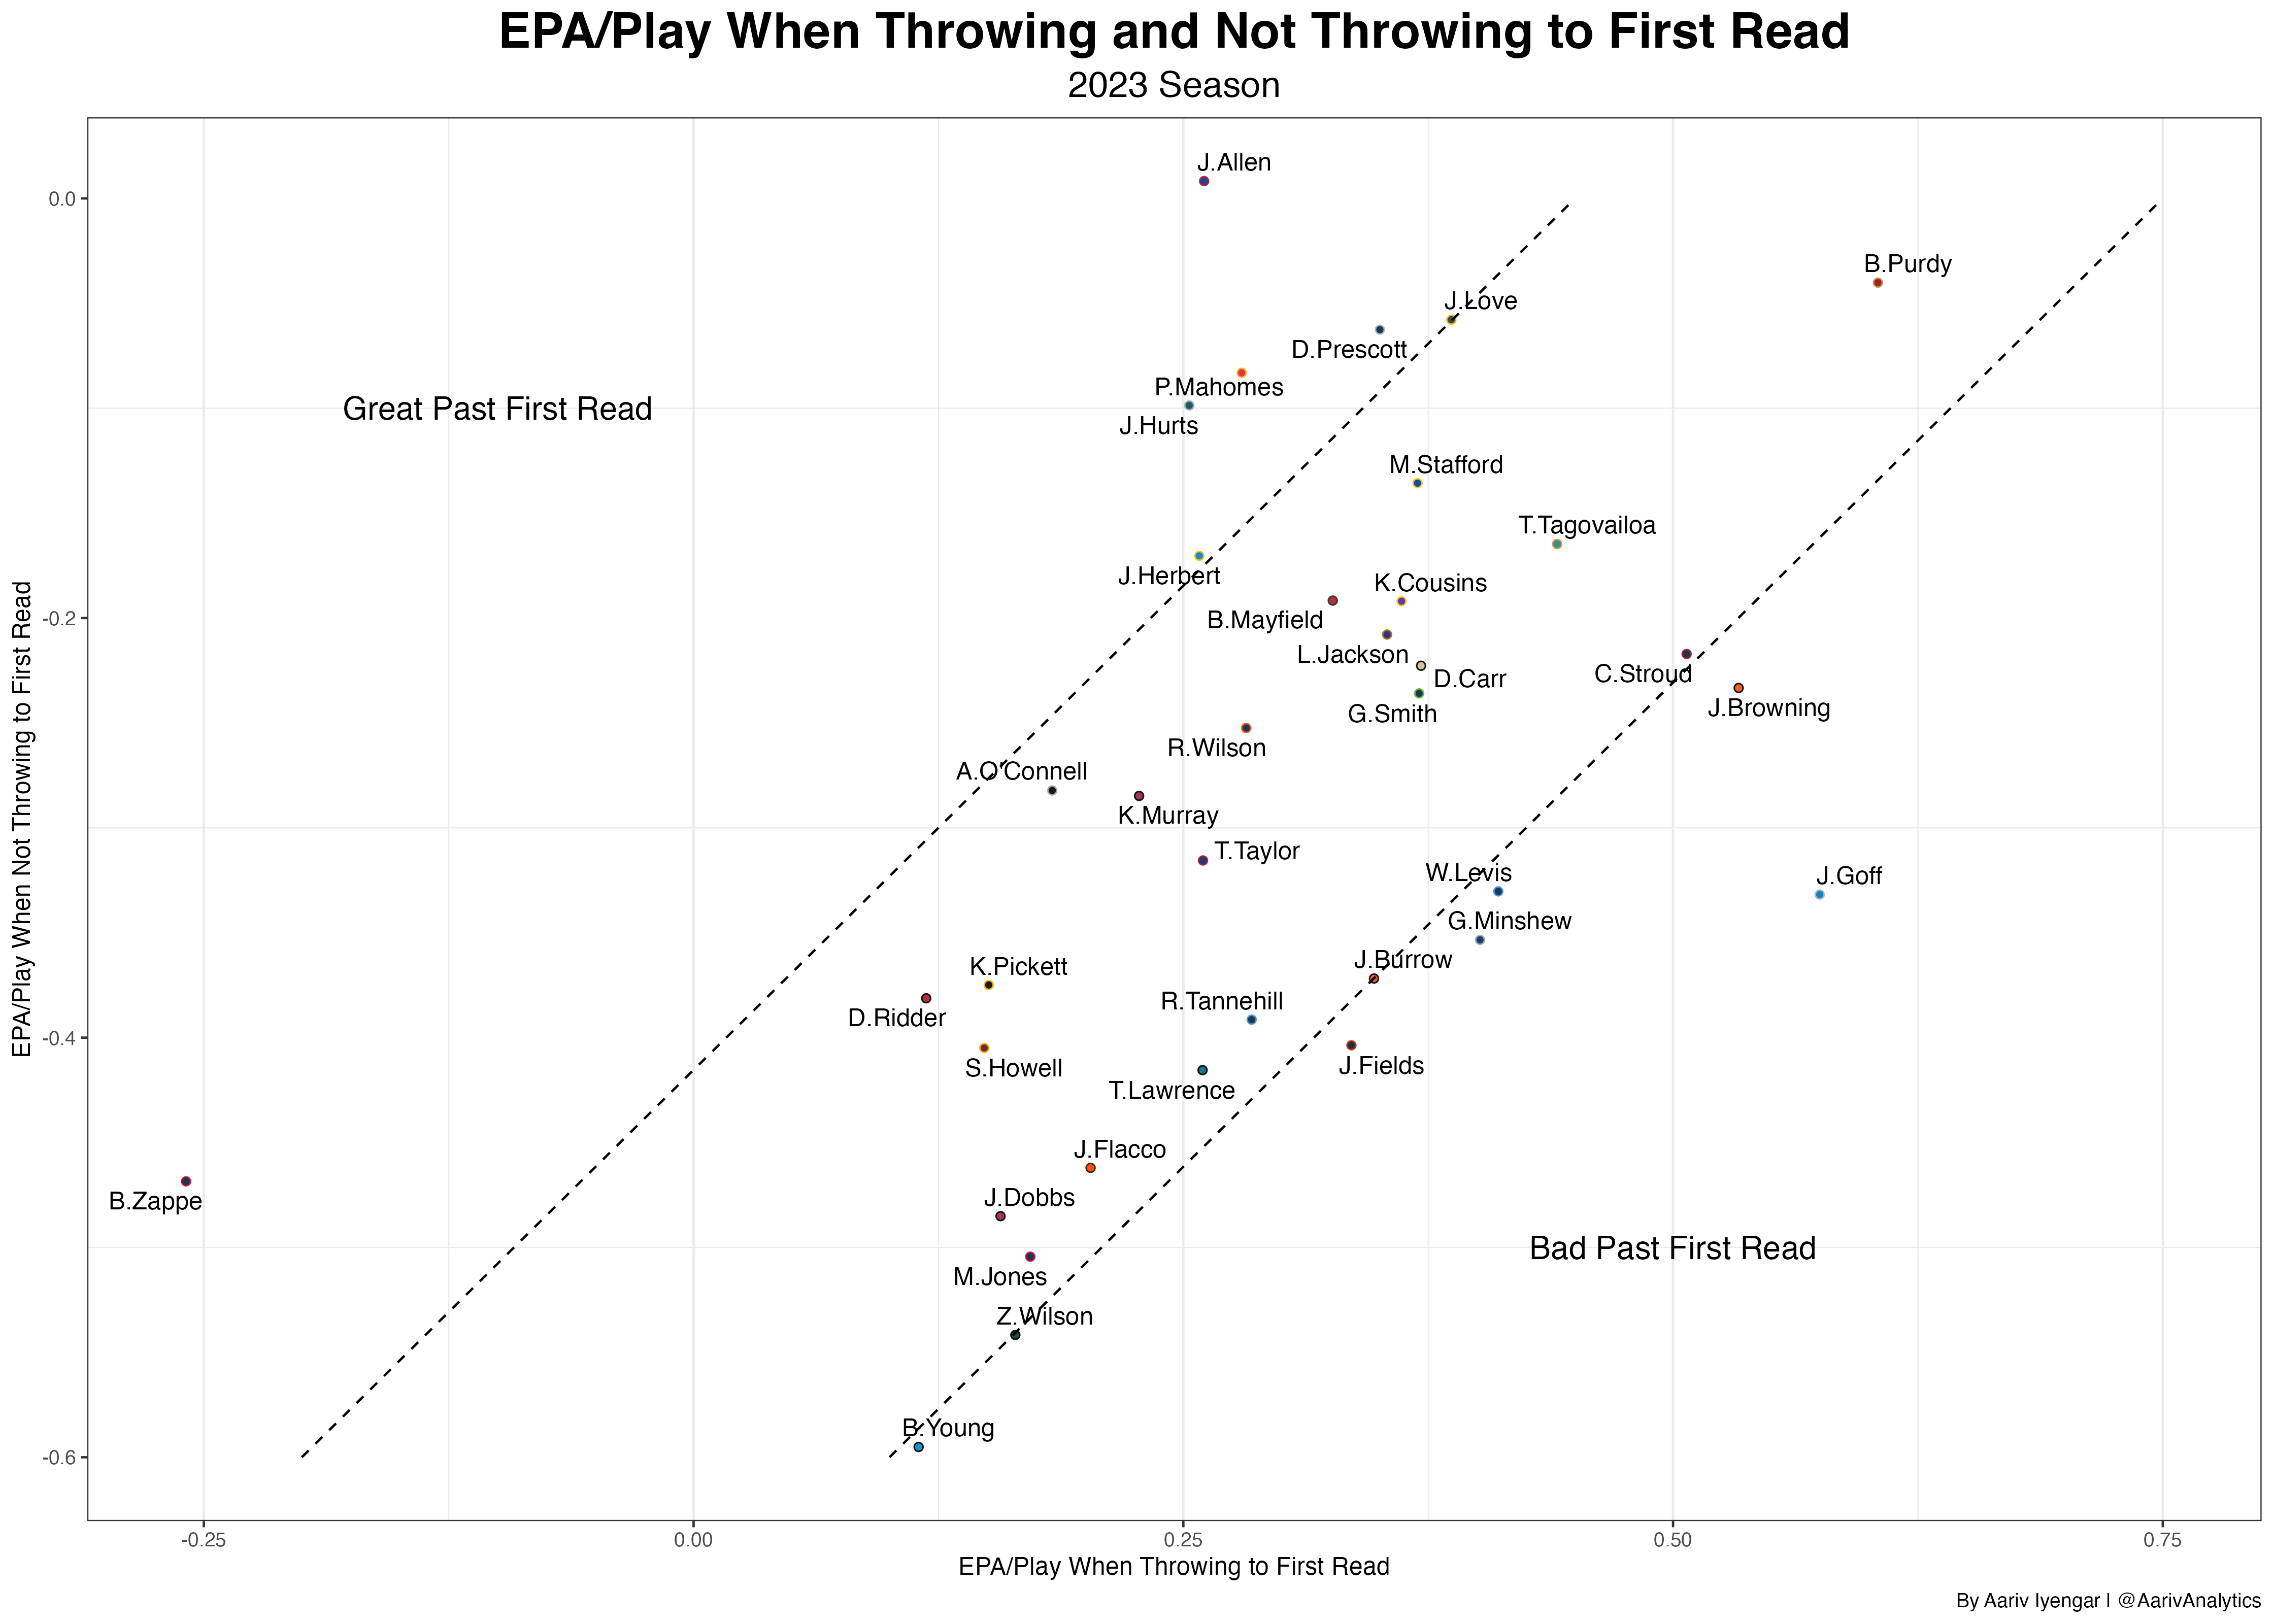 EPA/Play When Throwing and Not Throwing to First Read
2023 Season
J.Allen
0.0
B.Purdy
J.Love
D.Prescott
P.Mahomes
Great Past First Read
J.Hurts
M.Stafford
T.Tagovailoa
J.Herbert
K.Cousins
-0.2
B.Mayfield
L.Jackson
C.Stroud
D.Carr
J.Browning
G.Smith
R.Wilson
A.O'Connell
K.Murray
T.Taylor
W.Levis
J.Goff
G.Minshew
J.Burrow
K.Pickett
R.Tannehill
D.Ridder
-0.4
J.Fields
S.Howell
T.Lawrence
J.Flacco
J.Dobbs
B.Zappe
Bad Past First Read
M.Jones
Z.Wilson
B.Young
-0.6
EPA/Play When Not Throwing to First Read
-0.25
0.00
0.25
0.50
0.75
EPA/Play When Throwing to First Read
By Aariv Iyengar | @AarivAnalytics